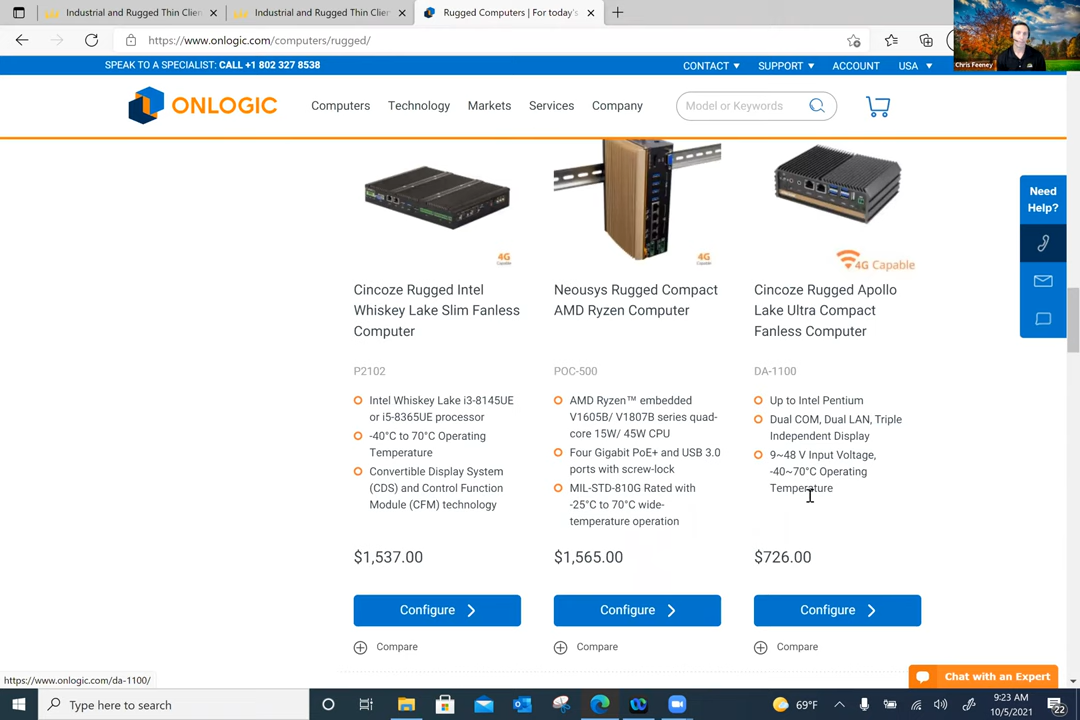 Industrial and Rugged Thin Clien
Industrial and Rugged Thin Clien
Rugged Computers | For today's
https://www.onlogic.com/computers/rugged/
Chris Feeney
SPEAK TO A SPECIALIST: CALL +1 802 327 8538
CONTACT
SUPPORT
ACCOUNT
USA
ONLOGIC
Computers
Technology
Markets
Services
Company
Model or Keywords
Need
Help?
4G
Capable
4G
Capable
4G Capable
Cincoze Rugged Intel
Whiskey Lake Slim Fanless
Computer
P2102
Intel Whiskey Lake i3-8145UE
or i5-8365UE processor
-40°C to 70°C Operating
Temperature
Convertible Display System
(CDS) and Control Function
Module (CFM) technology
$1,537.00
Configure
Compare
Neousys Rugged Compact
AMD Ryzen Computer
POC-500
AMD Ryzen™ embedded
V1605B/ V1807B series quad-
core 15W/ 45W CPU
Four Gigabit PoE+ and USB 3.0
ports with screw-lock
MIL-STD-810G Rated with
-25°C to 70°C wide-
temperature operation
$1,565.00
Configure
Compare
Cincoze Rugged Apollo
Lake Ultra Compact
Fanless Computer
DA-1100
Up to Intel Pentium
Dual COM, Dual LAN, Triple
Independent Display
9~48 V Input Voltage,
-40~70°C Operating
Temperature
$726.00
Configure
Compare
https://www.onlogic.com/da-1100/
Chat with an Expert
Type here to search
69°F
9:23 AM
10/5/2021
22